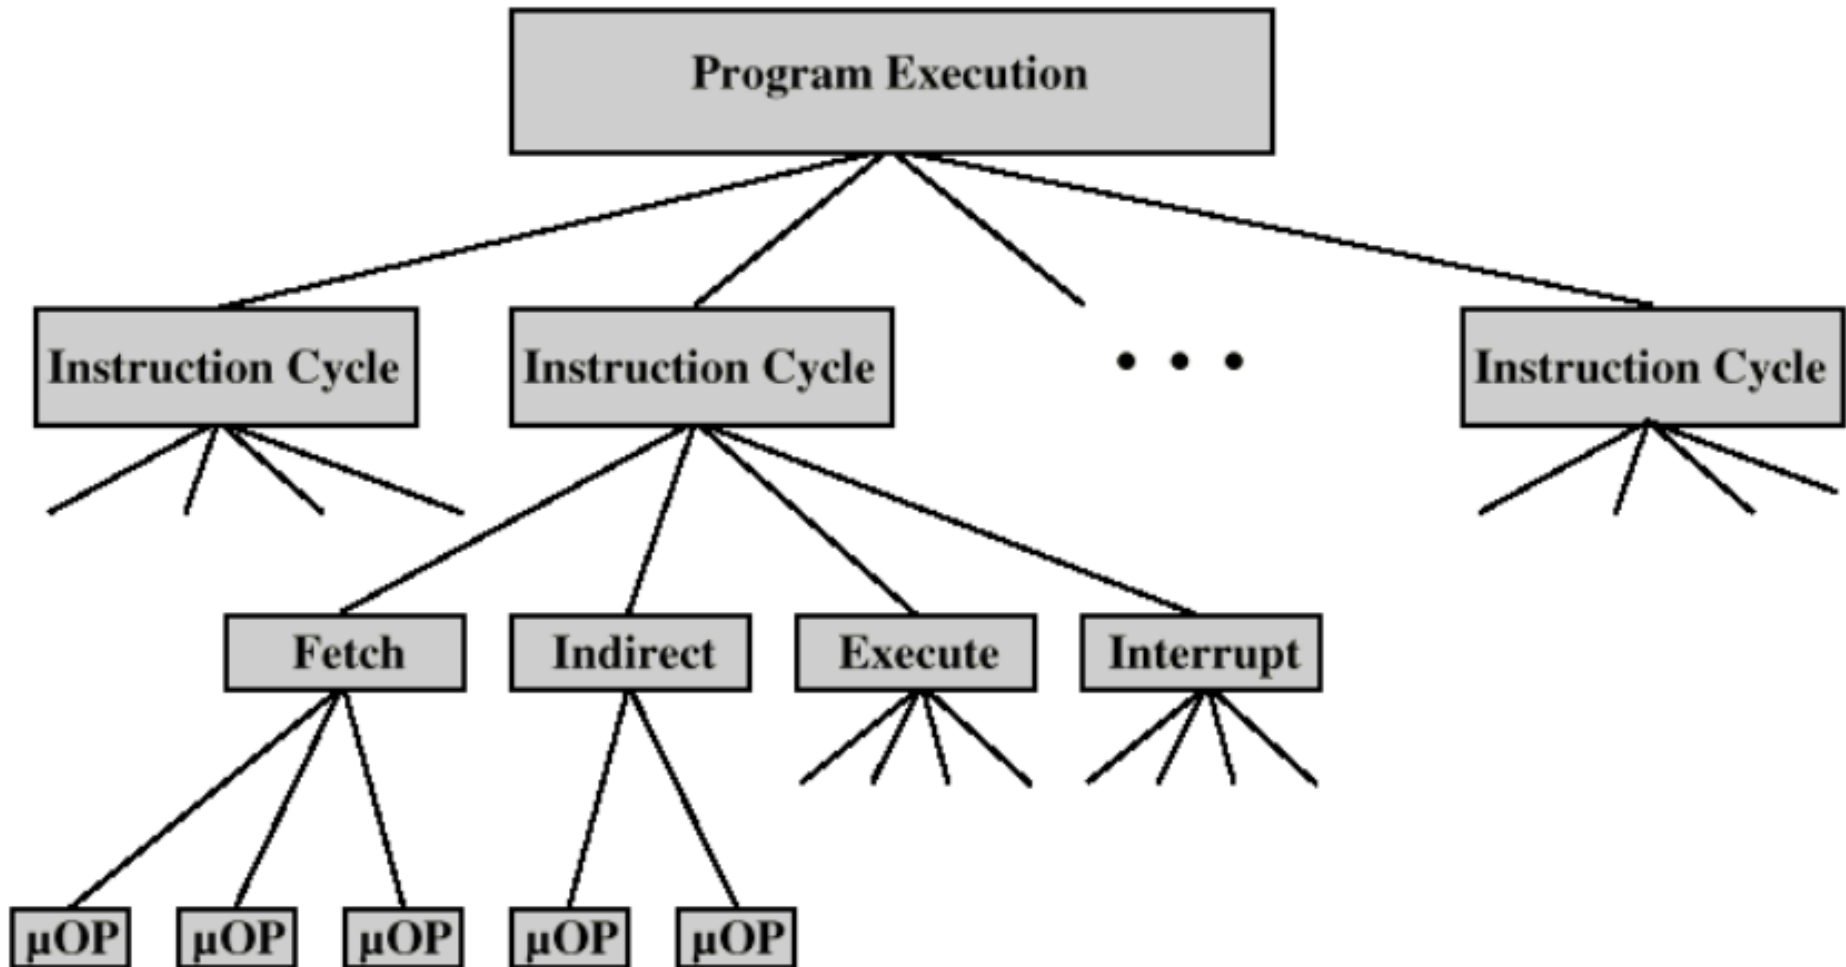 Program Execution
Instruction Cycle
Instruction Cycle
• • •
Instruction Cycle
Fetch
Indirect
Execute
Interrupt
µOP
µOP
µOP
µOP
µOP